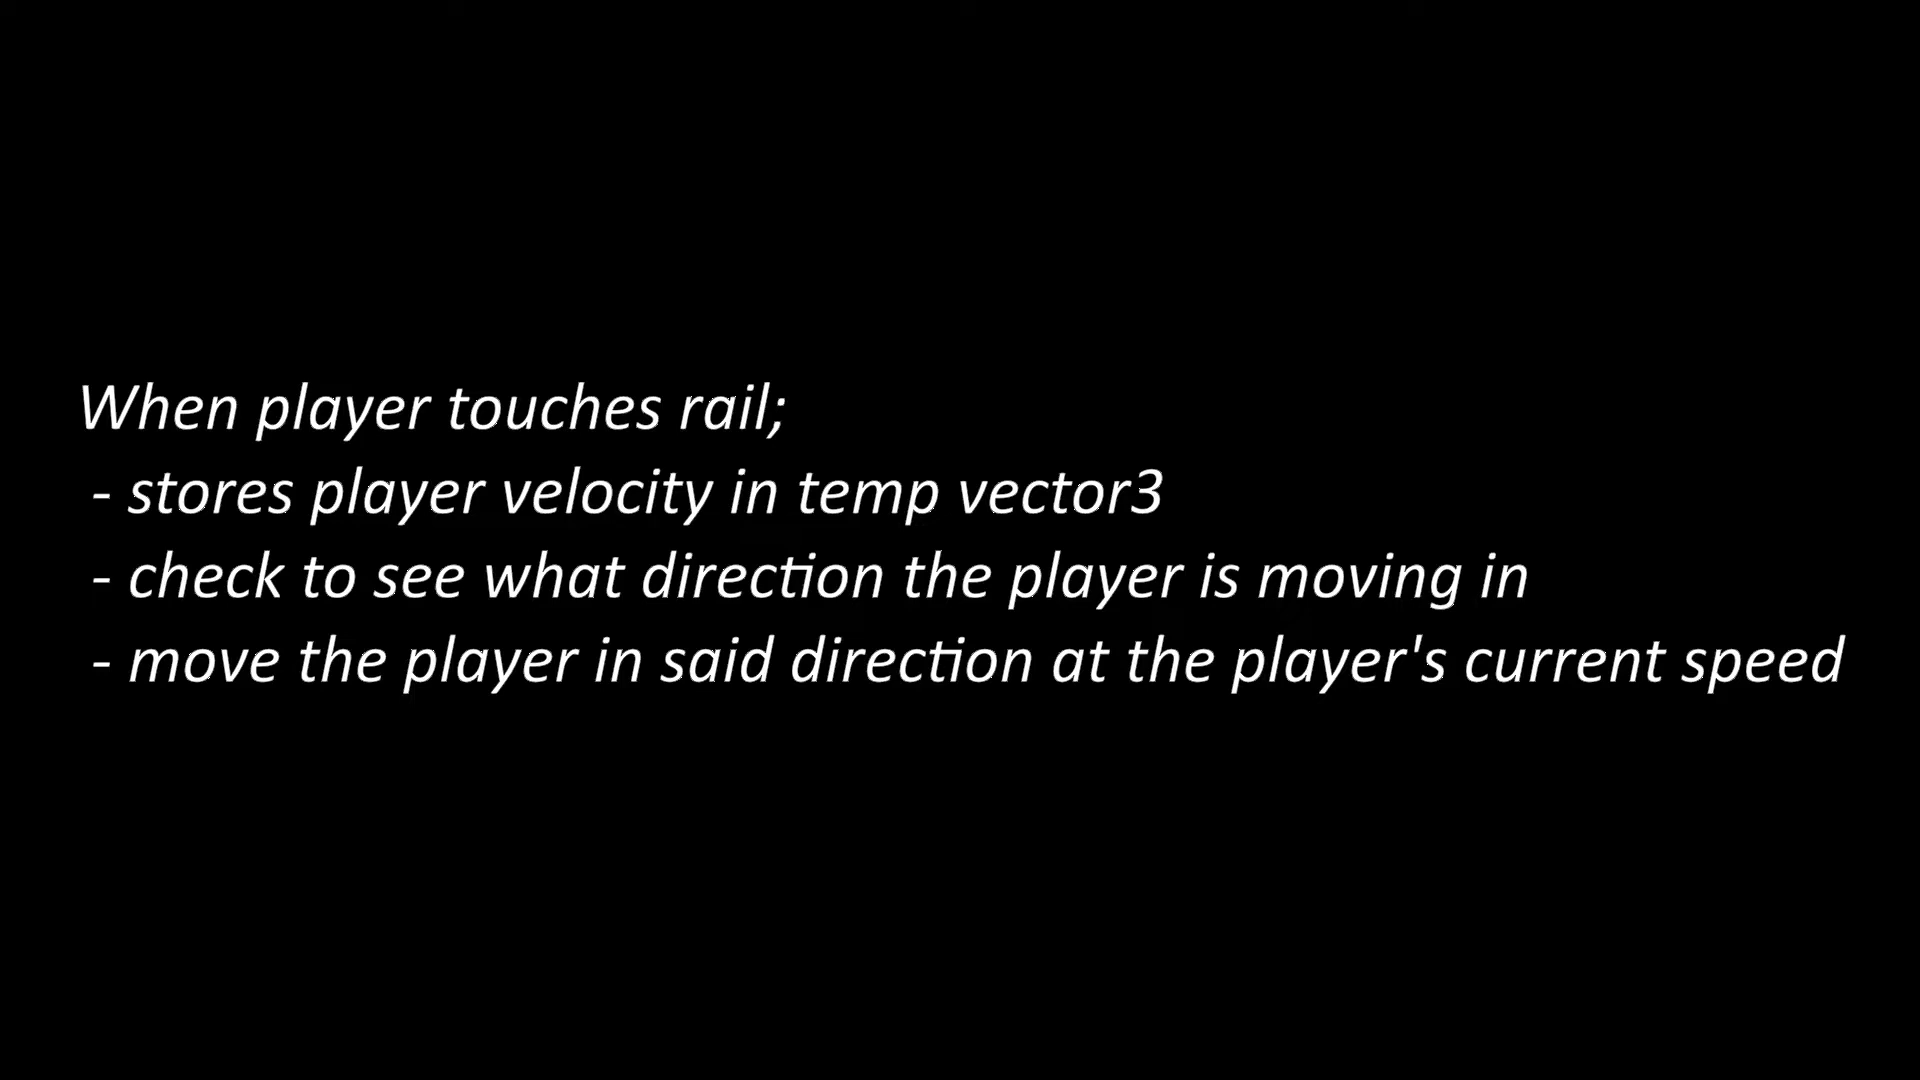 When player touches rail;
- stores player velocity in temp vector3
- check to see what direction the player is moving in
- move the player in said direction at the player's current speed